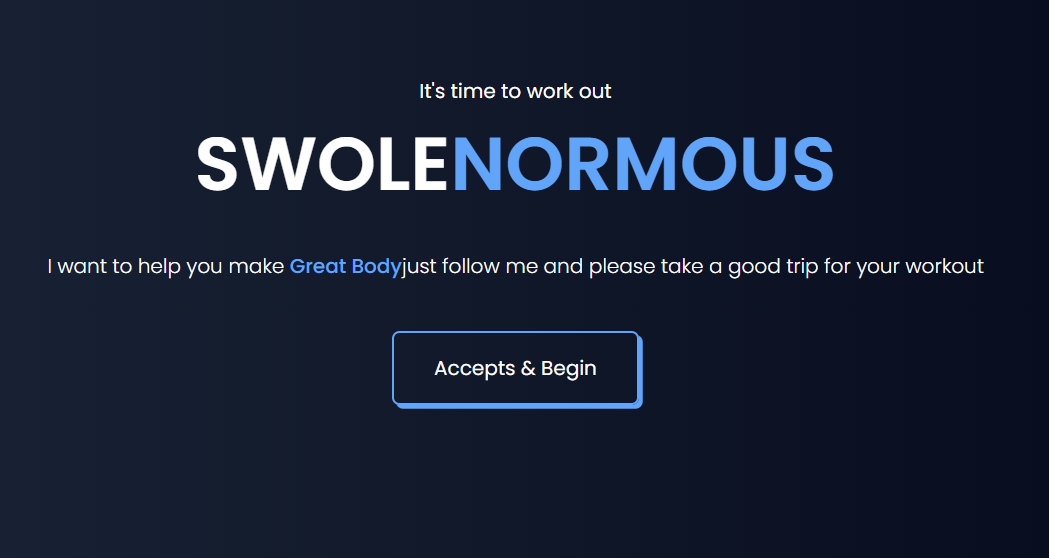 It's time to work out
SWOLENORMOUS
I want to help you make Great Bodyjust follow me and please take a good trip for your workout
Accepts & Begin